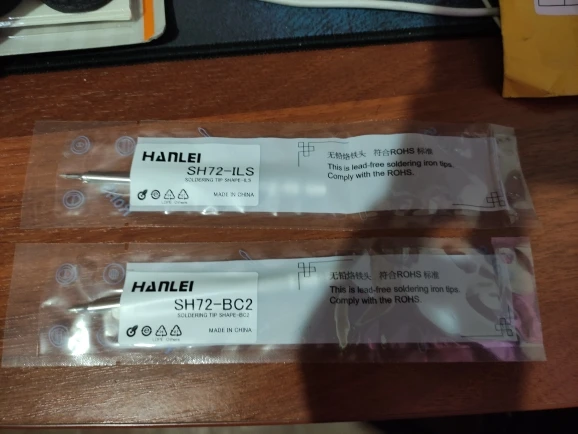 HANLEI
SH72-ILS
SOLDERING TIP SHAPE-ILS
MADE IN CHINA
无铅烙铁头 符合ROHS 标准
This is lead-free soldering iron tips.
Comply with the ROHS.
HANLEI
SH72-BC2
SOLDERING TIP SHAPE-BC2
MADE IN CHINA
无铅烙铁头 符合ROHS 标准
This is lead-free soldering iron tips.
Comply with the ROHS.